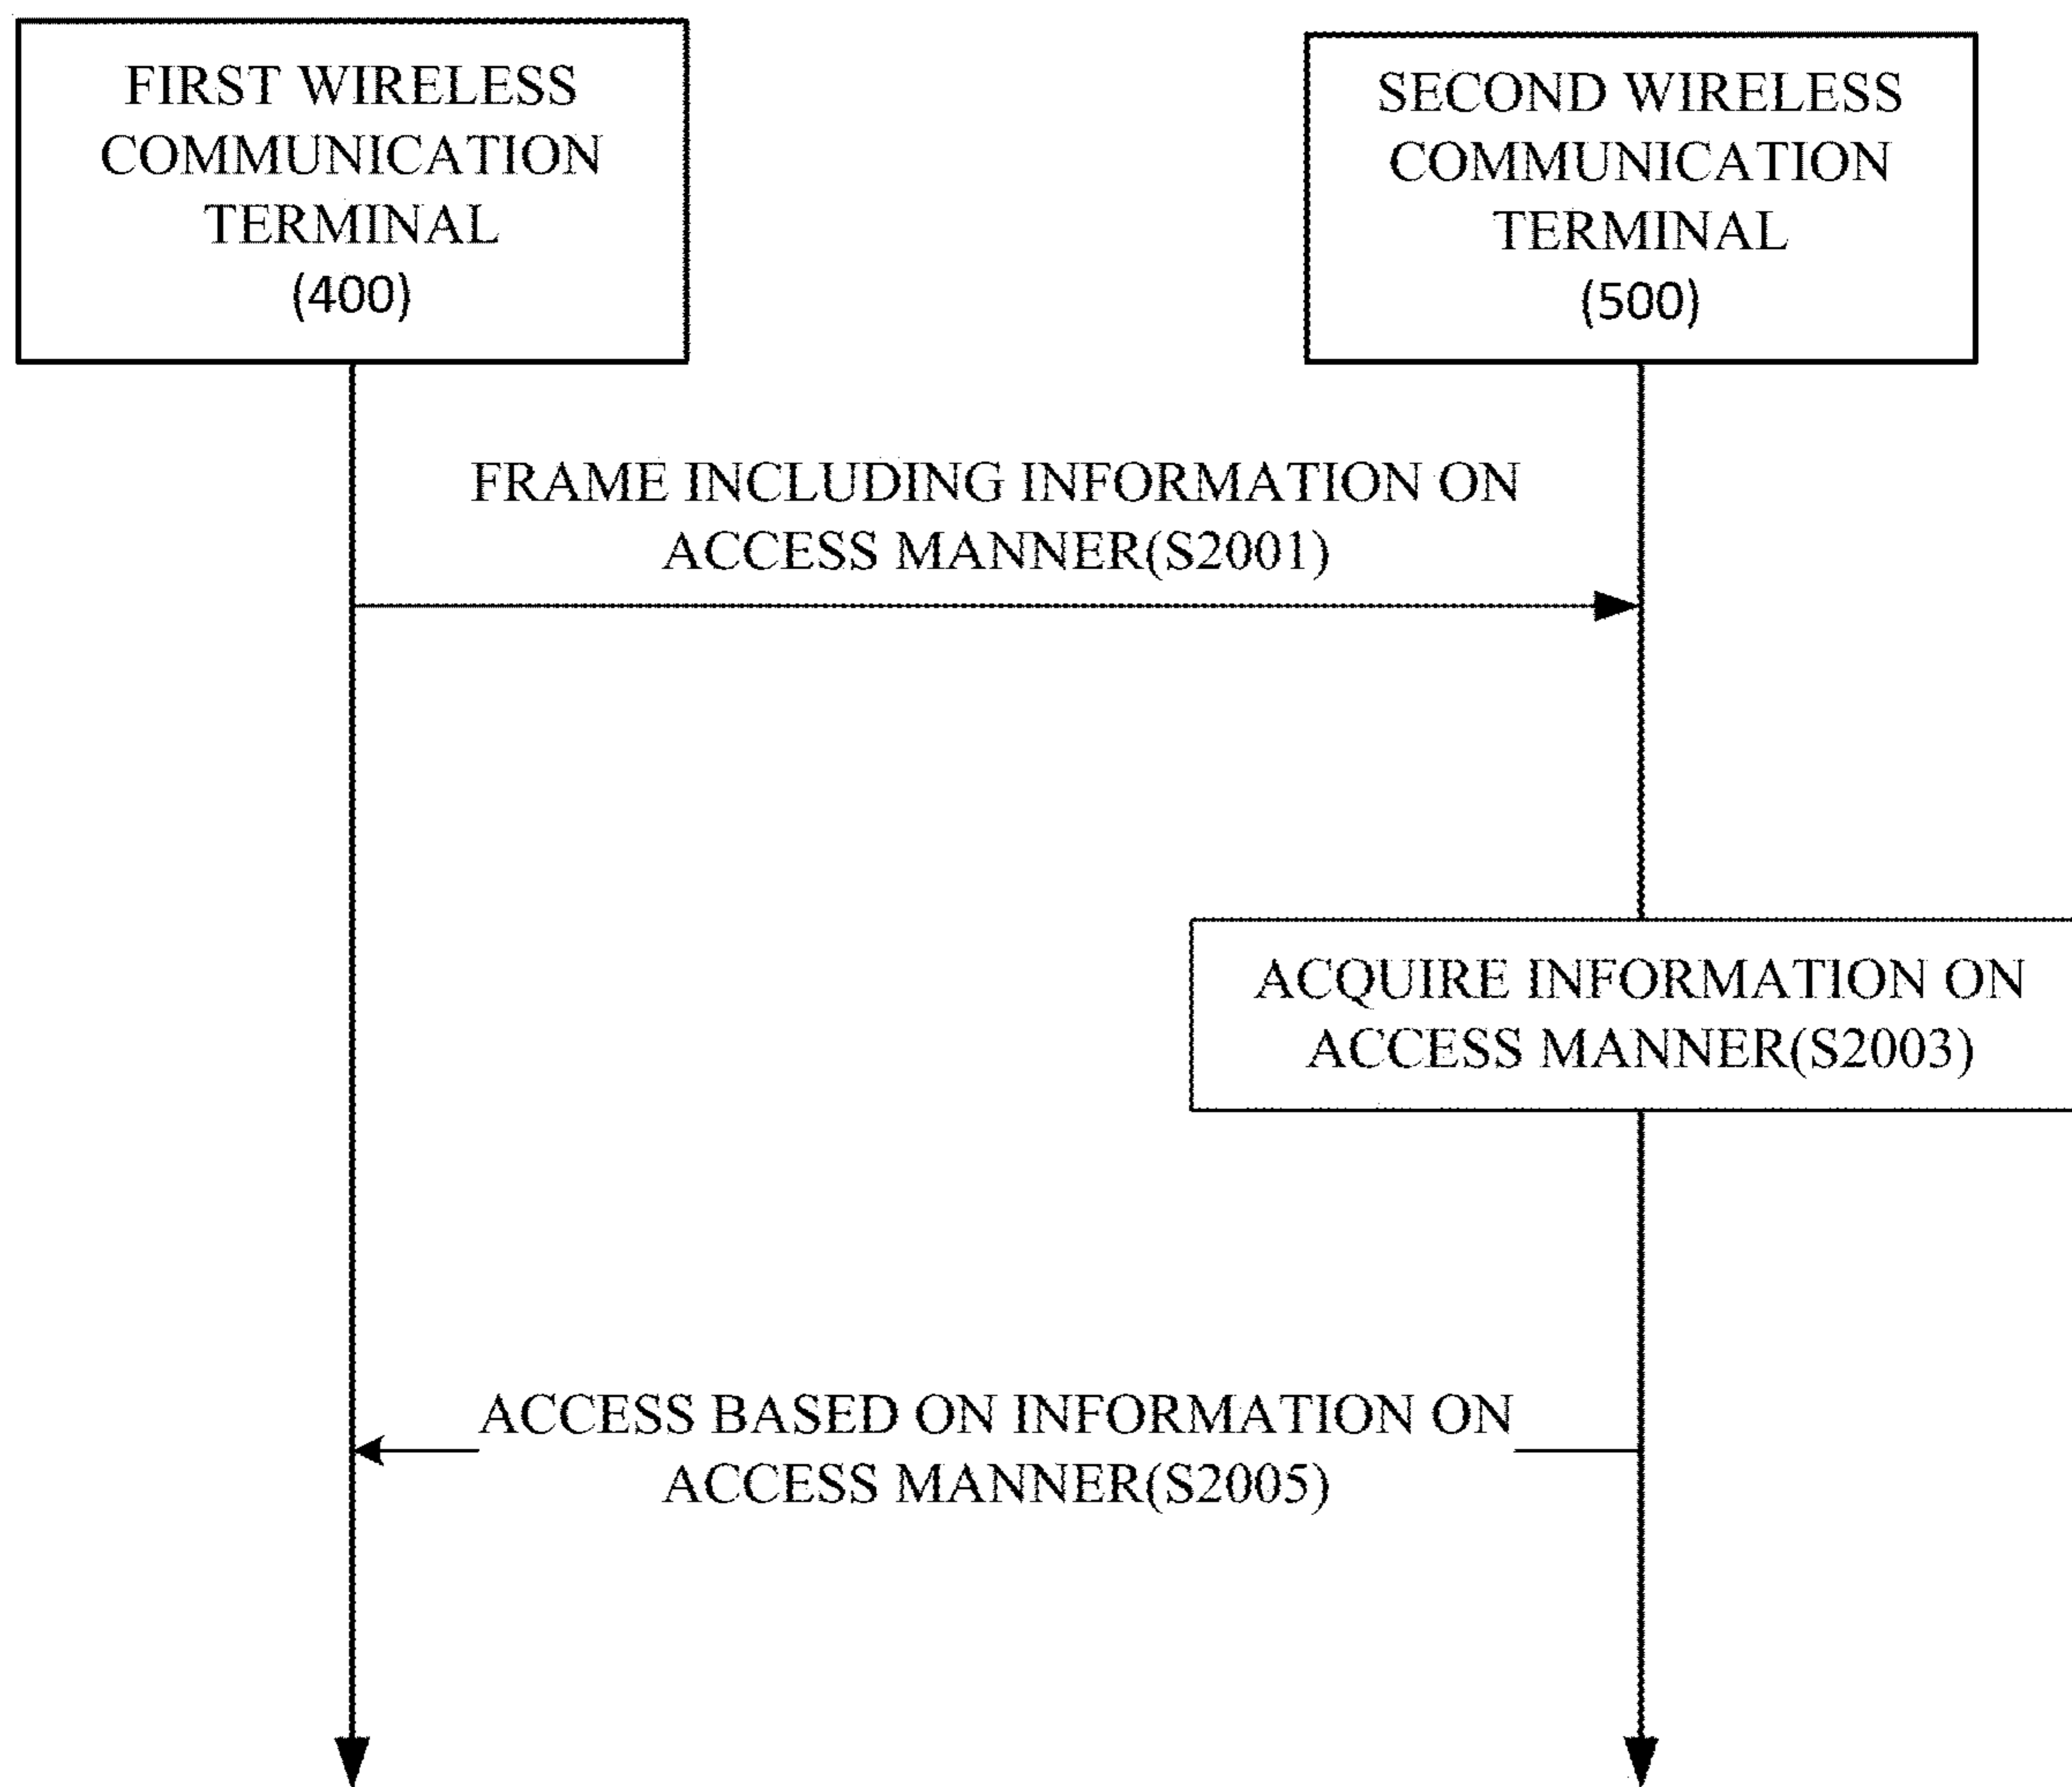 FIRST WIRELESS
COMMUNICATION
TERMINAL
(400)
SECOND WIRELESS
COMMUNICATION
TERMINAL
(500)
FRAME INCLUDING INFORMATION ON
ACCESS MANNER(S2001)
ACQUIRE INFORMATION ON
ACCESS MANNER(S2003)
ACCESS BASED ON INFORMATION ON
ACCESS MANNER(S2005)